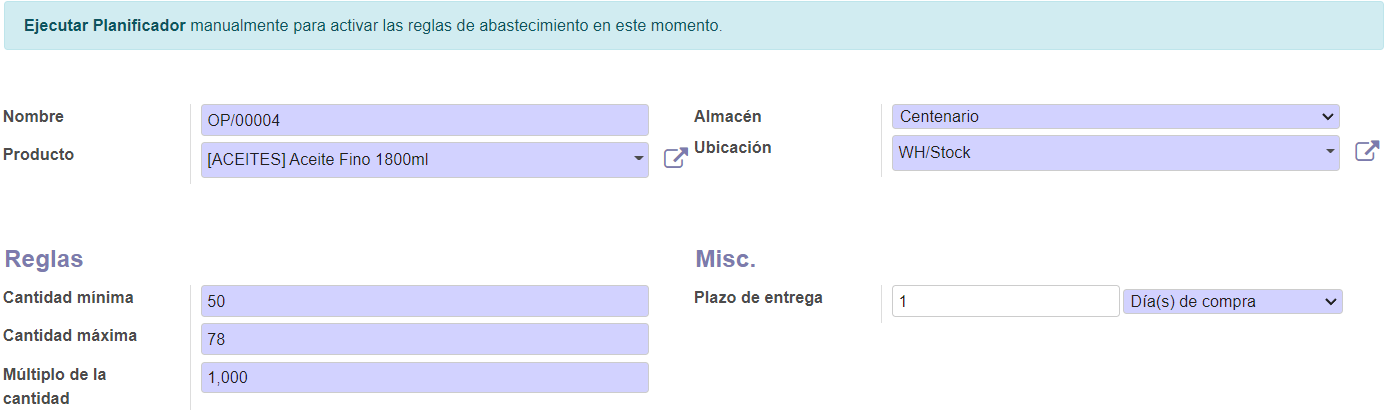 Ejecutar Planificador manualmente para activar las reglas de abastecimiento en este momento.
Nombre
OP/00004
Producto
[ACEITES] Aceite Fino 1800ml
Almacén
Centenario
Ubicación
WH/Stock
Reglas
Cantidad mínima
50
Cantidad máxima
78
Múltiplo de la
cantidad
1,000
Misc.
Plazo de entrega
1
Día(s) de compra